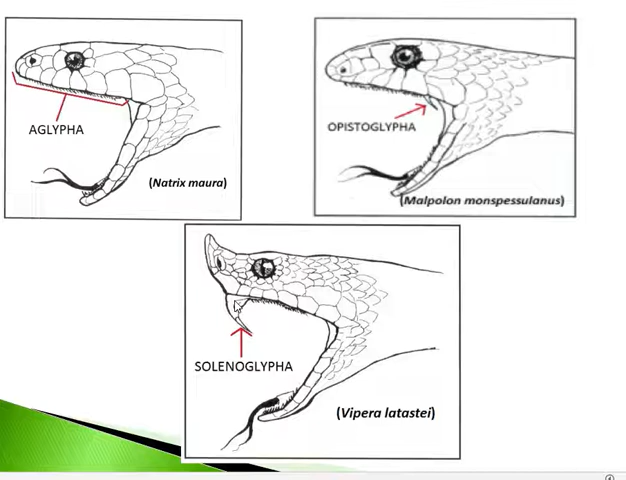 AGLYPHA
(Natrix maura)
OPISTOGLYPHA
(Malpolon monspessulanus)
SOLENOGLYPHA
(Vipera latastei)